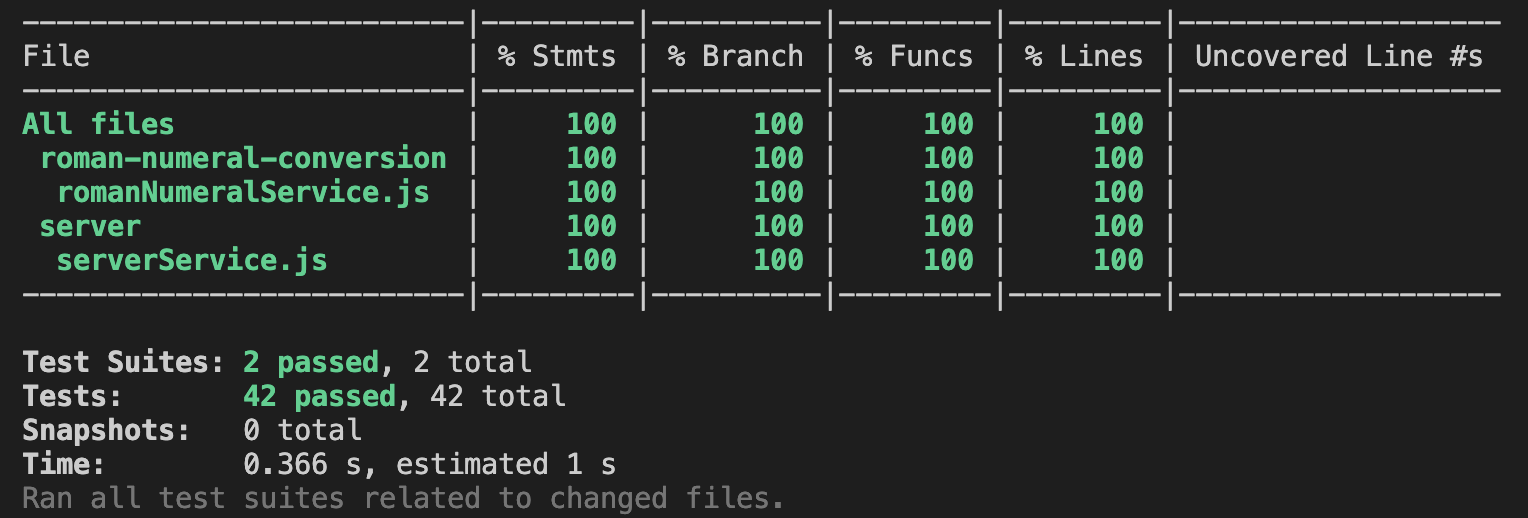 ---------------------------|---------|----------|---------|---------|-------------------
File                       | % Stmts | % Branch | % Funcs | % Lines | Uncovered Line #s
---------------------------|---------|----------|---------|---------|-------------------
All files                  |     100 |      100 |     100 |     100 |
 roman-numeral-conversion  |     100 |      100 |     100 |     100 |
  romanNumeralService.js   |     100 |      100 |     100 |     100 |
 server                    |     100 |      100 |     100 |     100 |
  serverService.js         |     100 |      100 |     100 |     100 |
---------------------------|---------|----------|---------|---------|-------------------
Test Suites: 2 passed, 2 total
Tests:       42 passed, 42 total
Snapshots:   0 total
Time:        0.366 s, estimated 1 s
Ran all test suites related to changed files.